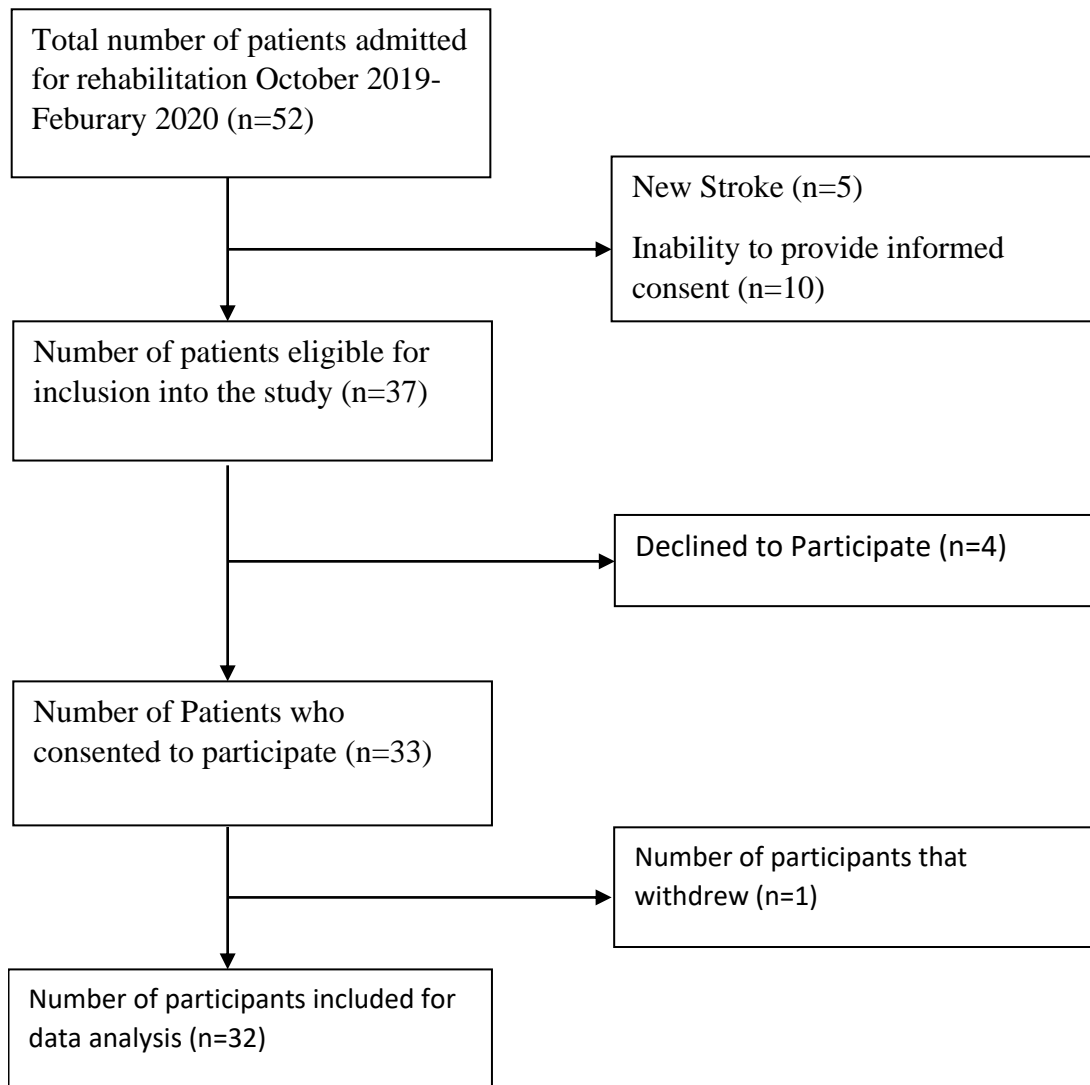 Total number of patients admitted
for rehabilitation October 2019-
Feburary 2020 (n=52)
New Stroke (n=5)
Inability to provide informed
consent (n=10)
Number of patients eligible for
inclusion into the study (n=37)
Declined to Participate (n=4)
Number of Patients who
consented to participate (n=33)
Number of participants that
withdrew (n=1)
Number of participants included for
data analysis (n=32)